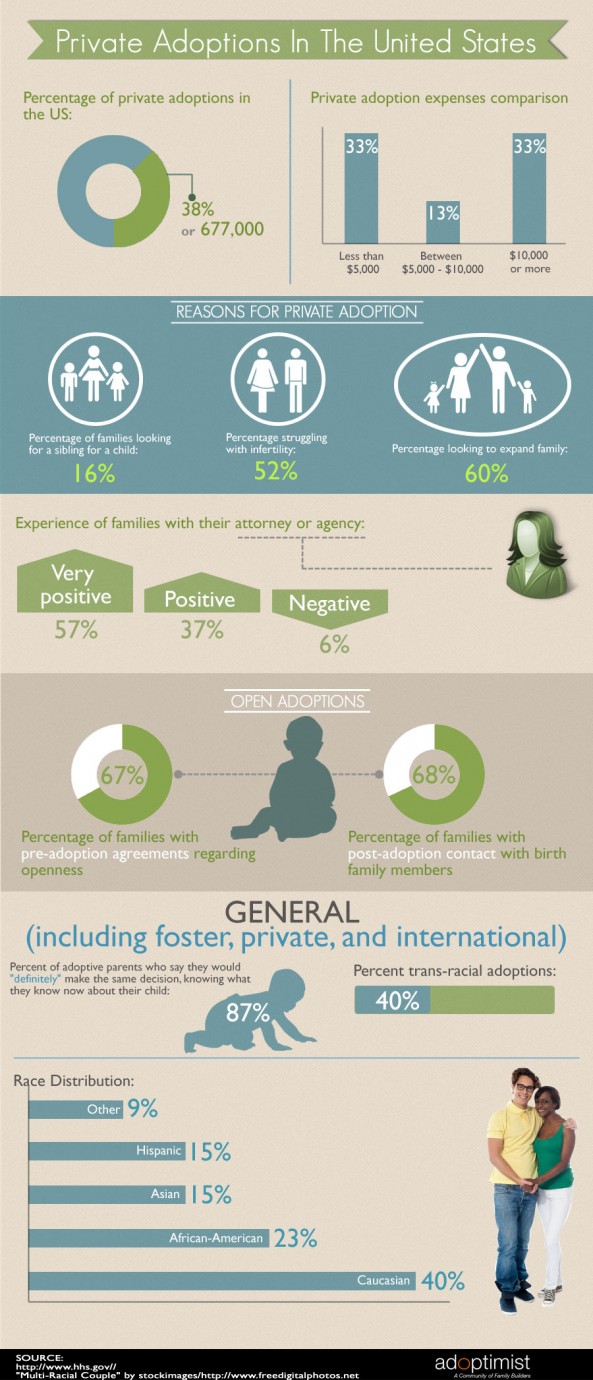 Private Adoptions In The United States
Percentage of private adoptions in
the US:
38%
or 677,000
Private adoption expenses comparison
33%
13%
33%
Less than
$5,000
Between
$5,000 - $10,000
$10,000
or more
REASONS FOR PRIVATE ADOPTION
Percentage of families looking
for a sibling for a child:
16%
Percentage struggling
with infertility:
52%
Percentage looking to expand family:
60%
Experience of families with their attorney or agency:
Very
positive
57%
Positive
37%
Negative
6%
OPEN ADOPTIONS
67%
68%
Percentage of families with
pre-adoption agreements regarding
openness
Percentage of families with
post-adoption contact with birth
family members
GENERAL
(including foster, private, and international)
Percent of adoptive parents who say they would
"definitely" make the same decision, knowing what
they know now about their child:
87%
Percent trans-racial adoptions:
40%
Race Distribution:
Other 9%
Hispanic 15%
Asian 15%
African-American 23%
Caucasian 40%
SOURCE:
http://www.hhs.gov//
"Multi-Racial Couple" by stockimages/http://www.freedigitalphotos.net
adoptimist
A Community of Family Builders